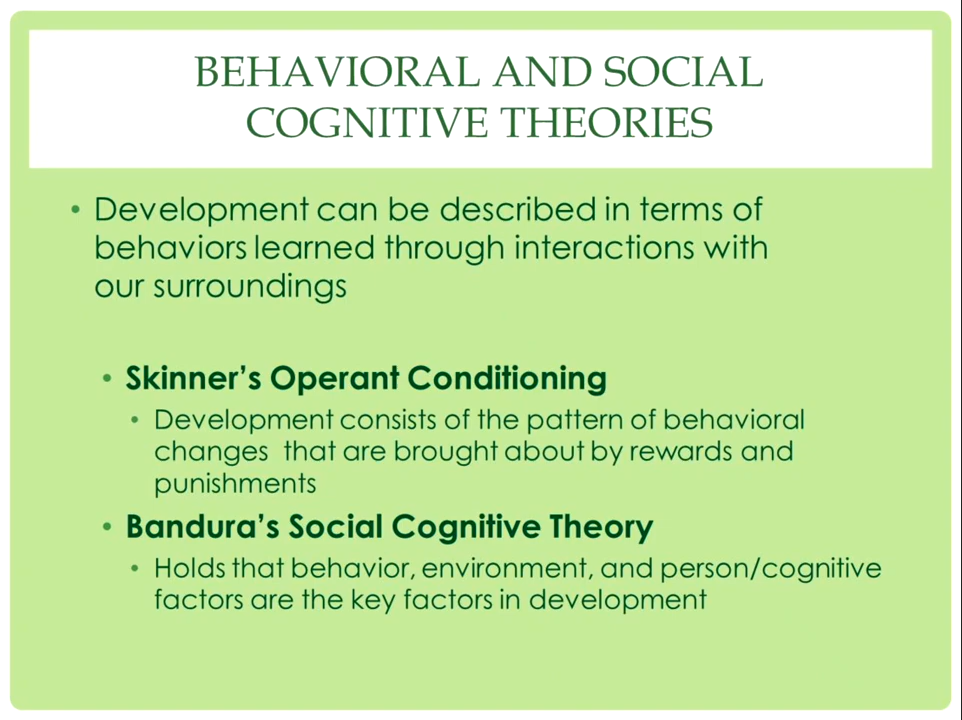 BEHAVIORAL AND SOCIAL
COGNITIVE THEORIES
• Development can be described in terms of
behaviors learned through interactions with
our surroundings
• Skinner’s Operant Conditioning
• Development consists of the pattern of behavioral
changes  that are brought about by rewards and
punishments
• Bandura’s Social Cognitive Theory
• Holds that behavior, environment, and person/cognitive
factors are the key factors in development